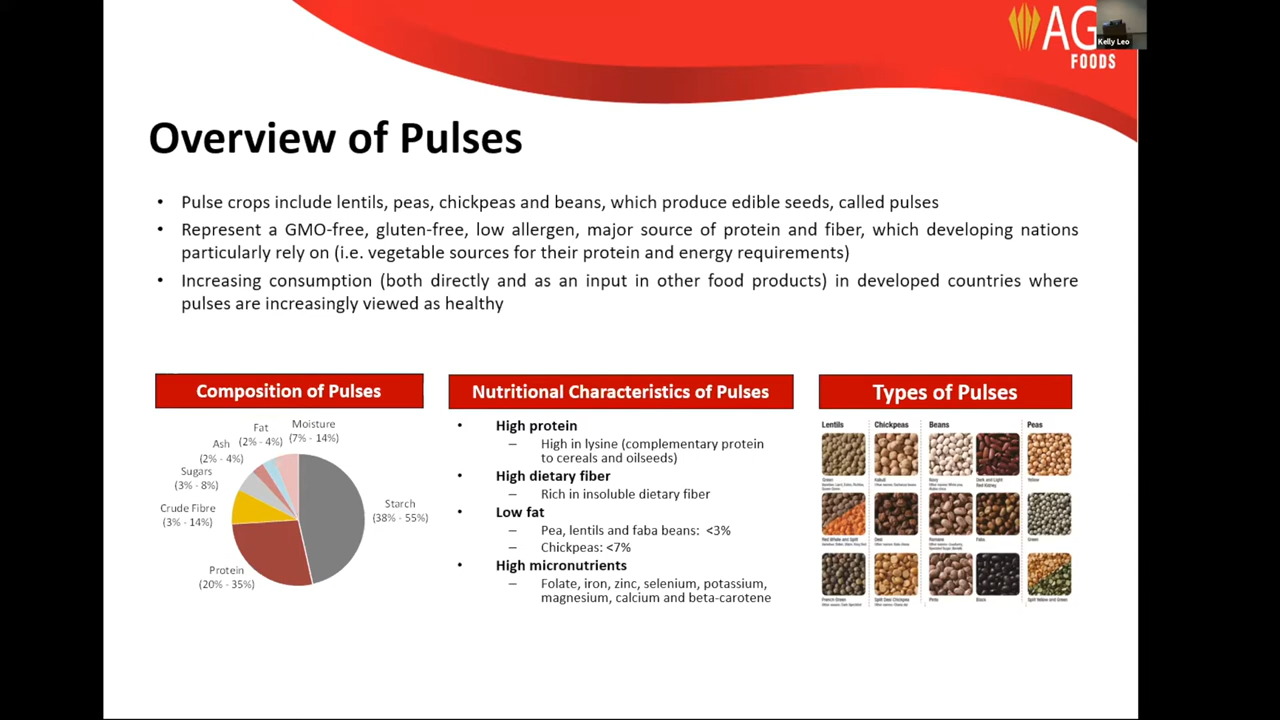 AG
Kelly Leo
FOODS
Overview of Pulses
• Pulse crops include lentils, peas, chickpeas and beans, which produce edible seeds, called pulses
• Represent a GMO-free, gluten-free, low allergen, major source of protein and fiber, which developing nations
particularly rely on (i.e. vegetable sources for their protein and energy requirements)
• Increasing consumption (both directly and as an input in other food products) in developed countries where
pulses are increasingly viewed as healthy
Composition of Pulses
Moisture
(7% - 14%)
Fat
(2% - 4%)
Ash
(2% - 4%)
Sugars
(3% - 8%)
Crude Fibre
(3% - 14%)
Starch
(38% - 55%)
Protein
(20% - 35%)
Nutritional Characteristics of Pulses
• High protein
– High in lysine (complementary protein
to cereals and oilseeds)
• High dietary fiber
– Rich in insoluble dietary fiber
• Low fat
– Pea, lentils and faba beans: <3%
– Chickpeas: <7%
• High micronutrients
– Folate, iron, zinc, selenium, potassium,
magnesium, calcium and beta-carotene
Types of Pulses
Lentils Chickpeas Beans Peas
Green Kabuli Navy Dark and Light Yellow
Red Kidney
Red Whole and Split Desi Romano Faba Green
French Green Split Desi Chickpea Pinto Black Split Yellow and Green